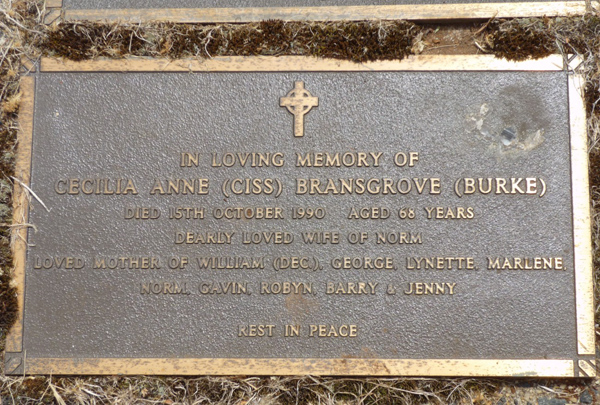 IN LOVING MEMORY OF
CECILIA ANNE (CISS) BRANSGROVE (BURKE)
DIED 15TH OCTOBER 1990 AGED 68 YEARS
DEARLY LOVED WIFE OF NORM
LOVED MOTHER OF WILLIAM (DEC.), GEORGE, LYNETTE, MARLENE,
NORM, GAVIN, ROBYN, BARRY & JENNY
REST IN PEACE